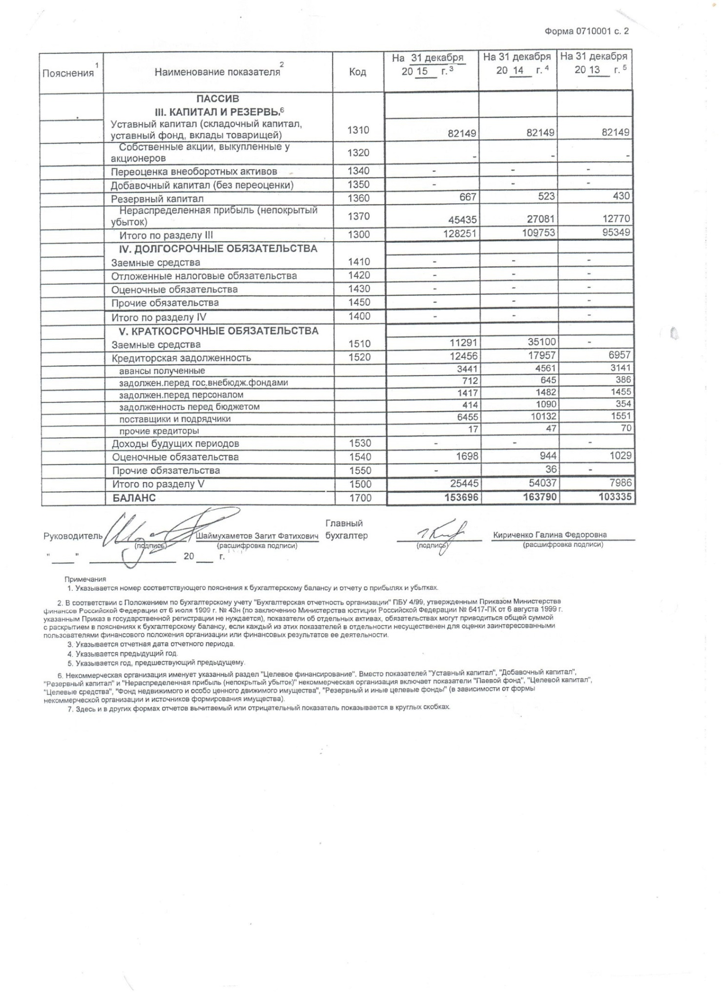 Форма 0710001 с. 2
Пояснения 1 Наименование показателя 2 Код На 31 декабря 20 15 г. 3 На 31 декабря 20 14 г. 4 На 31 декабря 20 13 г. 5
ПАССИВ
III. КАПИТАЛ И РЕЗЕРВЫ 6
Уставный капитал (складочный капитал,
уставный фонд, вклады товарищей) 1310 82149 82149 82149
Собственные акции, выкупленные у
акционеров 1320 - - -
Переоценка внеоборотных активов 1340 - - -
Добавочный капитал (без переоценки) 1350 - - -
Резервный капитал 1360 667 523 430
Нераспределенная прибыль (непокрытый
убыток) 1370 45435 27081 12770
Итого по разделу III 1300 128251 109753 95349
IV. ДОЛГОСРОЧНЫЕ ОБЯЗАТЕЛЬСТВА
Заемные средства 1410 - - -
Отложенные налоговые обязательства 1420 - - -
Оценочные обязательства 1430 - - -
Прочие обязательства 1450 - - -
Итого по разделу IV 1400 - - -
V. КРАТКОСРОЧНЫЕ ОБЯЗАТЕЛЬСТВА
Заемные средства 1510 11291 35100 -
Кредиторская задолженность 1520 12456 17957 6957
авансы полученные 3441 4561 3141
задолжен.перед гос.внебюдж.фондами 712 645 386
задолжен.перед персоналом 1417 1482 1455
задолженность перед бюджетом 414 1090 354
поставщики и подрядчики 6455 10132 1551
прочие кредиторы 17 47 70
Доходы будущих периодов 1530 - - -
Оценочные обязательства 1540 1698 944 1029
Прочие обязательства 1550 - 36 -
Итого по разделу V 1500 25445 54037 7986
БАЛАНС 1700 153696 163790 103335
Руководитель Шаймухаметов Загит Фатихович Главный бухгалтер Кириченко Галина Федоровна
(подпись) (расшифровка подписи) (подпись) (расшифровка подписи)
" " 20 г.
Примечания
1. Указывается номер соответствующего пояснения к бухгалтерскому балансу и отчету о прибылях и убытках.
2. В соответствии с Положением по бухгалтерскому учету "Бухгалтерская отчетность организации" ПБУ 4/99, утвержденным Приказом Министерства
финансов Российской Федерации от 6 июля 1999 г. № 43н (по заключению Министерства юстиции Российской Федерации № 6417-ПК от 6 августа 1999 г.
указанным Приказ в государственной регистрации не нуждается), показатели об отдельных активах, обязательствах могут приводиться общей суммой
с раскрытием в пояснениях к бухгалтерскому балансу, если каждый из этих показателей в отдельности несущественен для оценки заинтересованными
пользователями финансового положения организации или финансовых результатов ее деятельности.
3. Указывается отчетная дата отчетного периода.
4. Указывается предыдущий год.
5. Указывается год, предшествующий предыдущему.
6. Некоммерческая организация именует указанный раздел "Целевое финансирование". Вместо показателей "Уставный капитал", "Добавочный капитал",
"Резервный капитал" и "Нераспределенная прибыль (непокрытый убыток)" некоммерческая организация включает показатели "Паевой фонд", "Целевой капитал",
"Целевые средства", "Фонд недвижимого и особо ценного движимого имущества", "Резервный и иные целевые фонды" (в зависимости от формы
некоммерческой организации и источников формирования имущества).
7. Здесь и в других формах отчетов вычитаемый или отрицательный показатель показывается в круглых скобках.